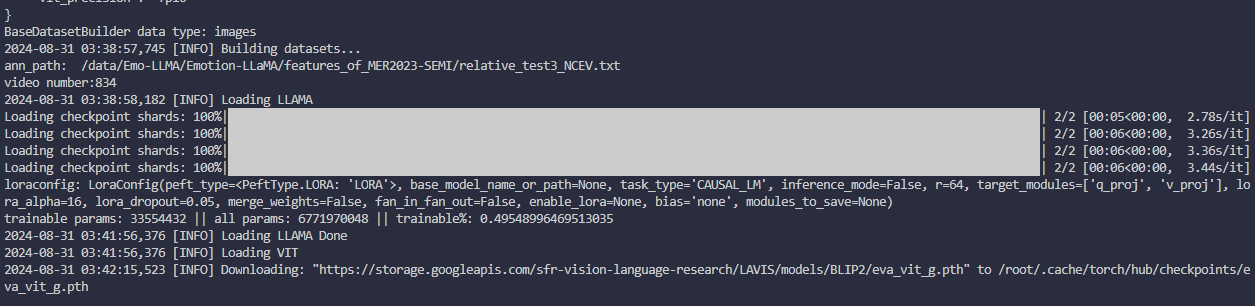 }
BaseDatasetBuilder data type: images
2024-08-31 03:38:57,745 [INFO] Building datasets...
ann_path:  /data/Emo-LLMA/Emotion-LLaMA/features_of_MER2023-SEMI/relative_test3_NCEV.txt
video number:834
2024-08-31 03:38:58,182 [INFO] Loading LLAMA
Loading checkpoint shards: 100%| | 2/2 [00:05<00:00,  2.78s/it]
Loading checkpoint shards: 100%| | 2/2 [00:06<00:00,  3.26s/it]
Loading checkpoint shards: 100%| | 2/2 [00:06<00:00,  3.36s/it]
Loading checkpoint shards: 100%| | 2/2 [00:06<00:00,  3.44s/it]
loraconfig: LoraConfig(peft_type=<PeftType.LORA: 'LORA'>, base_model_name_or_path=None, task_type='CAUSAL_LM', inference_mode=False, r=64, target_modules=['q_proj', 'v_proj'], lo
ra_alpha=16, lora_dropout=0.05, merge_weights=False, fan_in_fan_out=False, enable_lora=None, bias='none', modules_to_save=None)
trainable params: 33554432 || all params: 6771970048 || trainable%: 0.49548996469513035
2024-08-31 03:41:56,376 [INFO] Loading LLAMA Done
2024-08-31 03:41:56,376 [INFO] Loading VIT
2024-08-31 03:42:15,523 [INFO] Downloading: "https://storage.googleapis.com/sfr-vision-language-research/LAVIS/models/BLIP2/eva_vit_g.pth" to /root/.cache/torch/hub/checkpoints/e
va_vit_g.pth